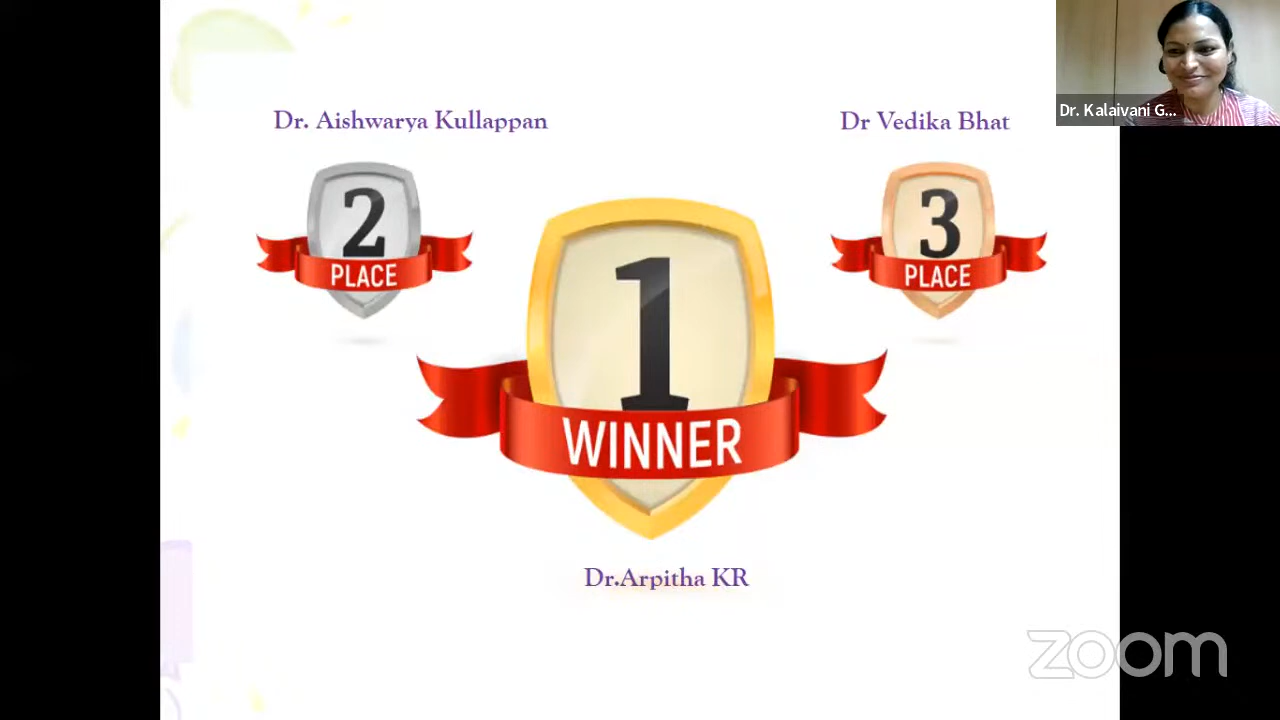 Dr. Aishwarya Kullappan
Dr Vedika Bhat
Dr. Kalaivani G...
2
PLACE
3
PLACE
1
WINNER
Dr.Arpitha KR
zoom